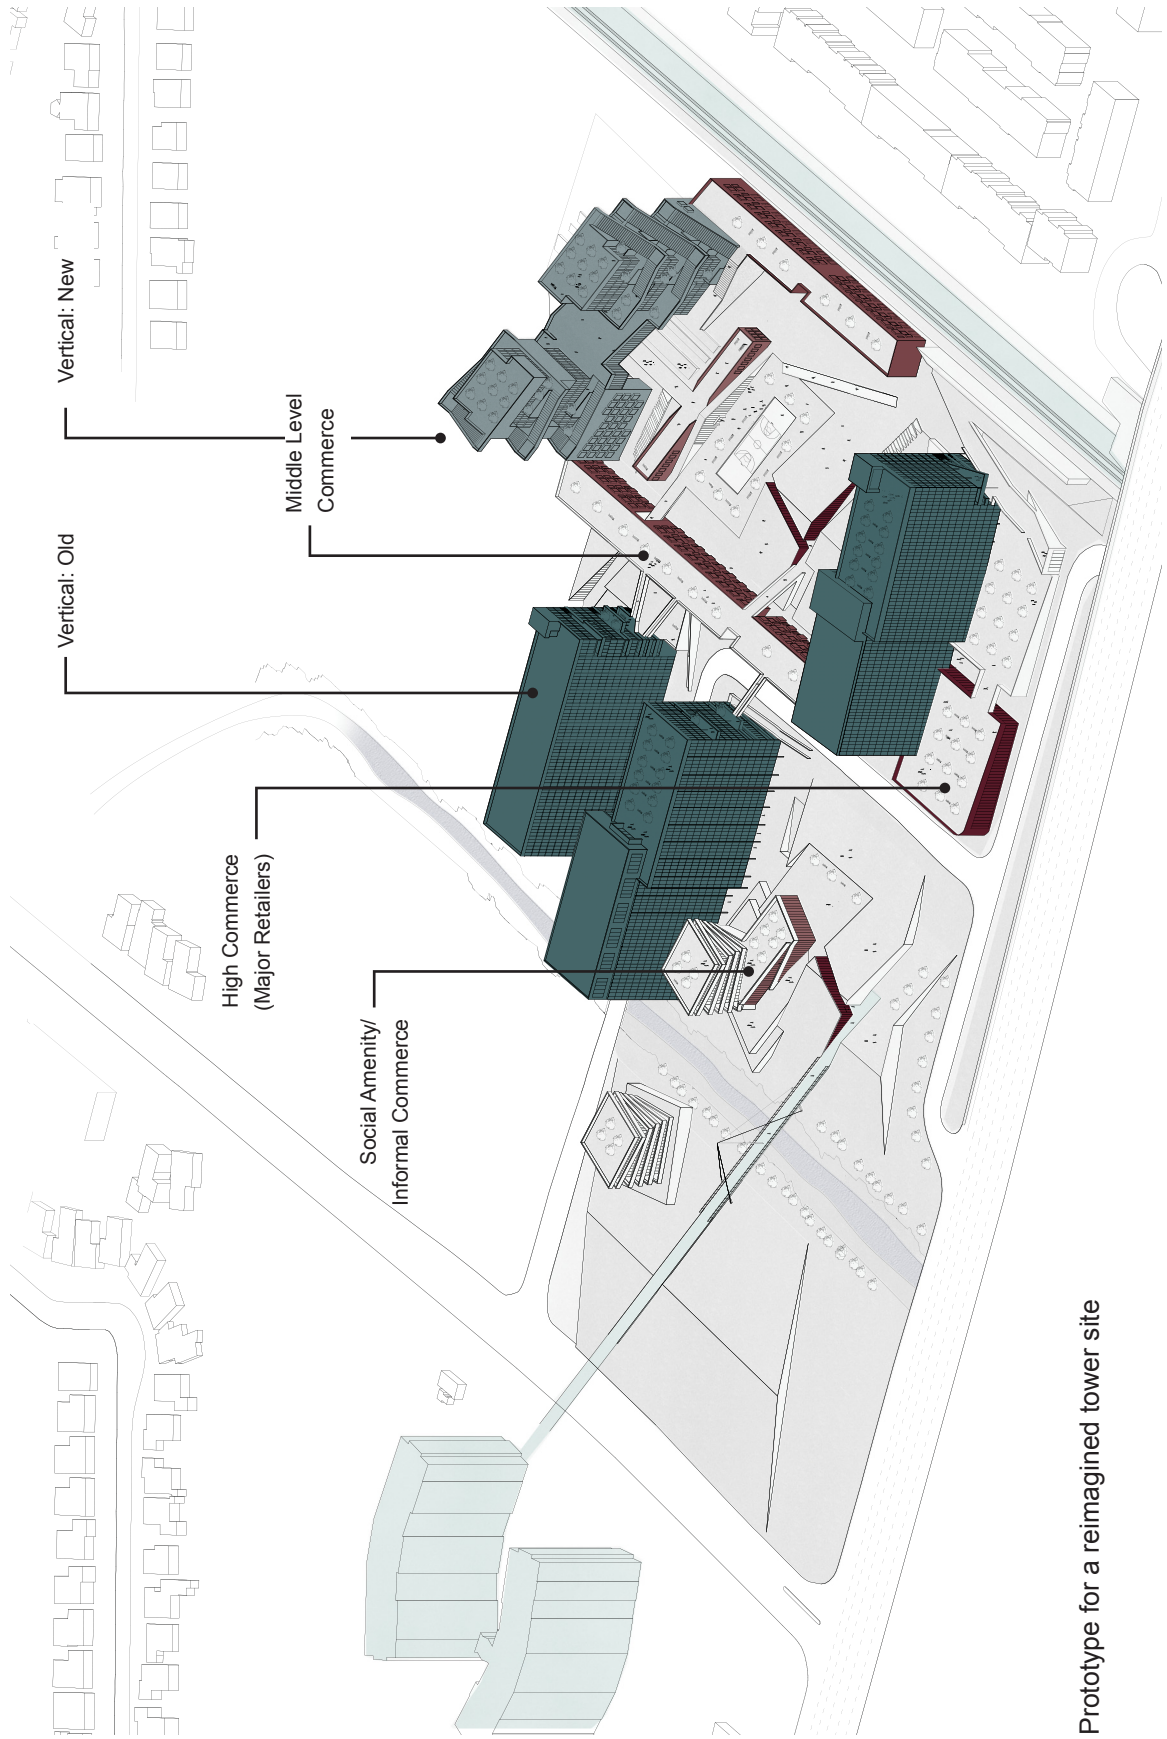 Social Amenity/
Informal Commerce
High Commerce
(Major Retailers)
Vertical: Old
Middle Level
Commerce
Vertical: New
Prototype for a reimagined tower site